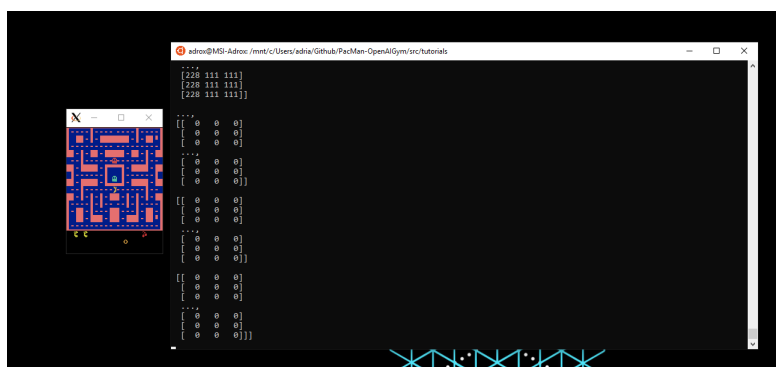 adrox@MSI-Adrox: /mnt/c/Users/adria/Github/PacMan-OpenAIGym/src/tutorials
...,
[228 111 111]
[228 111 111]
[228 111 111]]
...,
[[ 0 0 0]
[ 0 0 0]
[ 0 0 0]
...,
[ 0 0 0]
[ 0 0 0]
[ 0 0 0]]
[[ 0 0 0]
[ 0 0 0]
[ 0 0 0]
...,
[ 0 0 0]
[ 0 0 0]
[ 0 0 0]]
[[ 0 0 0]
[ 0 0 0]
[ 0 0 0]
...,
[ 0 0 0]
[ 0 0 0]
[ 0 0 0]]]
0